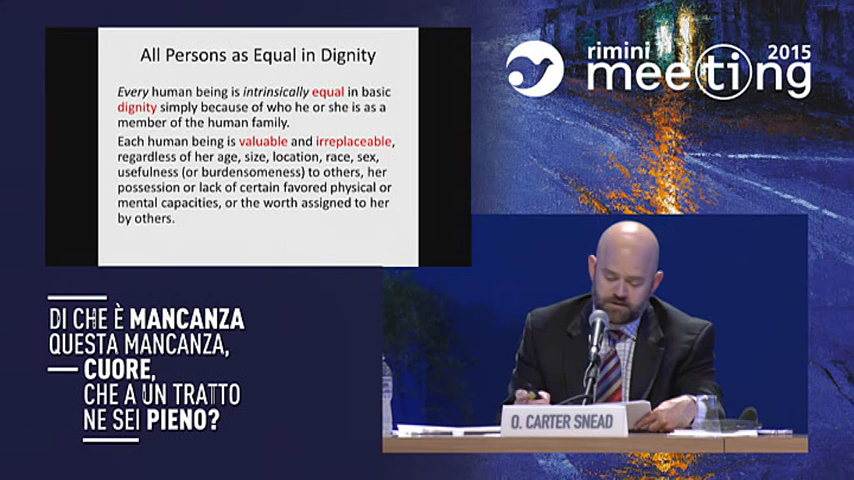 All Persons as Equal in Dignity
Every human being is intrinsically equal in basic
dignity simply because of who he or she is as a
member of the human family.
Each human being is valuable and irreplaceable,
regardless of her age, size, location, race, sex,
usefulness (or burdensomeness) to others, her
possession or lack of certain favored physical or
mental capacities, or the worth assigned to her
by others.
rimini 2015
meeting
DI CHE È MANCANZA
QUESTA MANCANZA,
CUORE,
CHE A UN TRATTO
NE SEI PIENO?
O. CARTER SNEAD